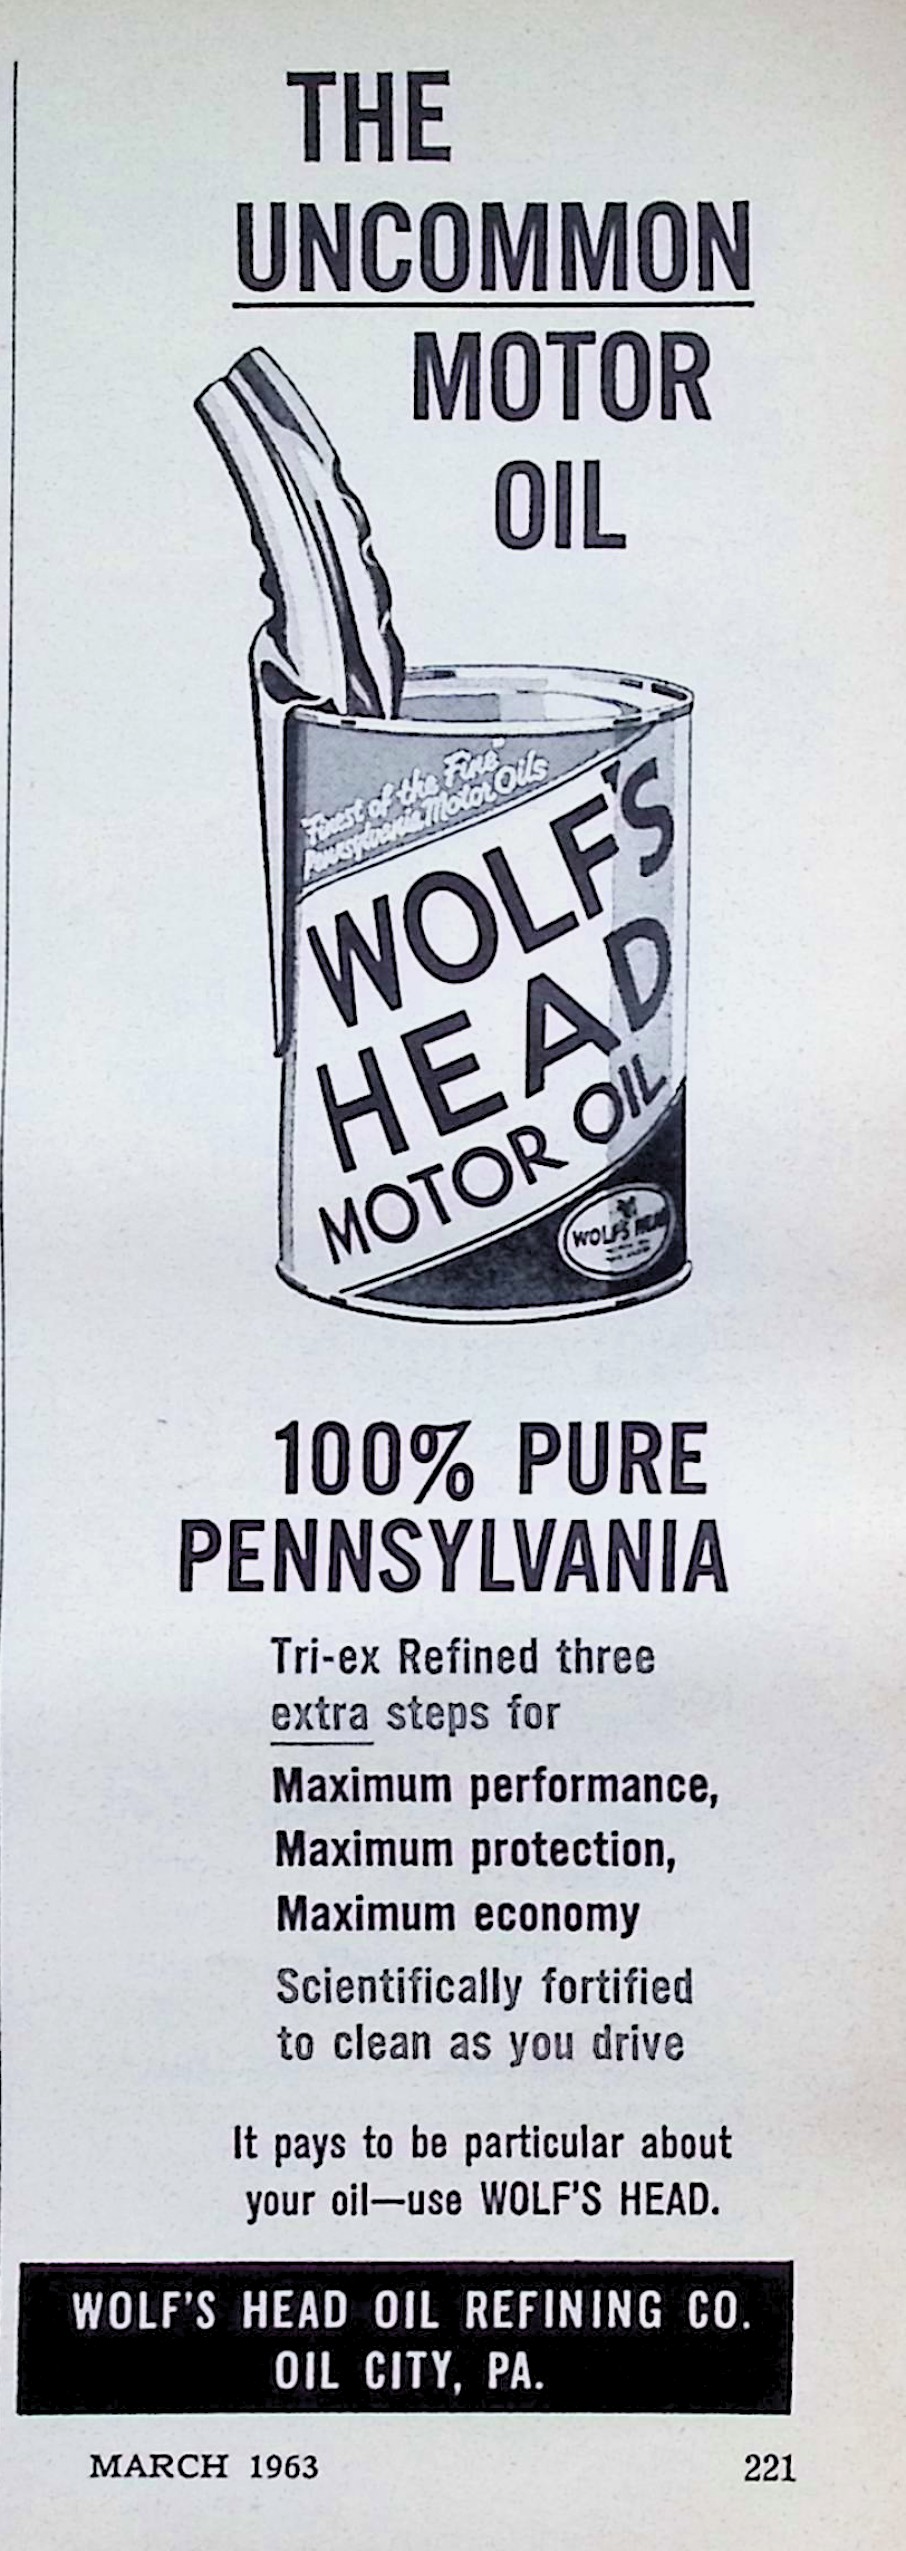 THE
UNCOMMON
MOTOR
OIL
"Finest of the Fine"
Pennsylvania Motor Oils
WOLF'S
HEAD
MOTOR OIL
WOLF'S HEAD
100% PURE
PENNSYLVANIA
Tri-ex Refined three
extra steps for
Maximum performance,
Maximum protection,
Maximum economy
Scientifically fortified
to clean as you drive
It pays to be particular about
your oil—use WOLF'S HEAD.
WOLF'S HEAD OIL REFINING CO.
OIL CITY, PA.
MARCH 1963
221